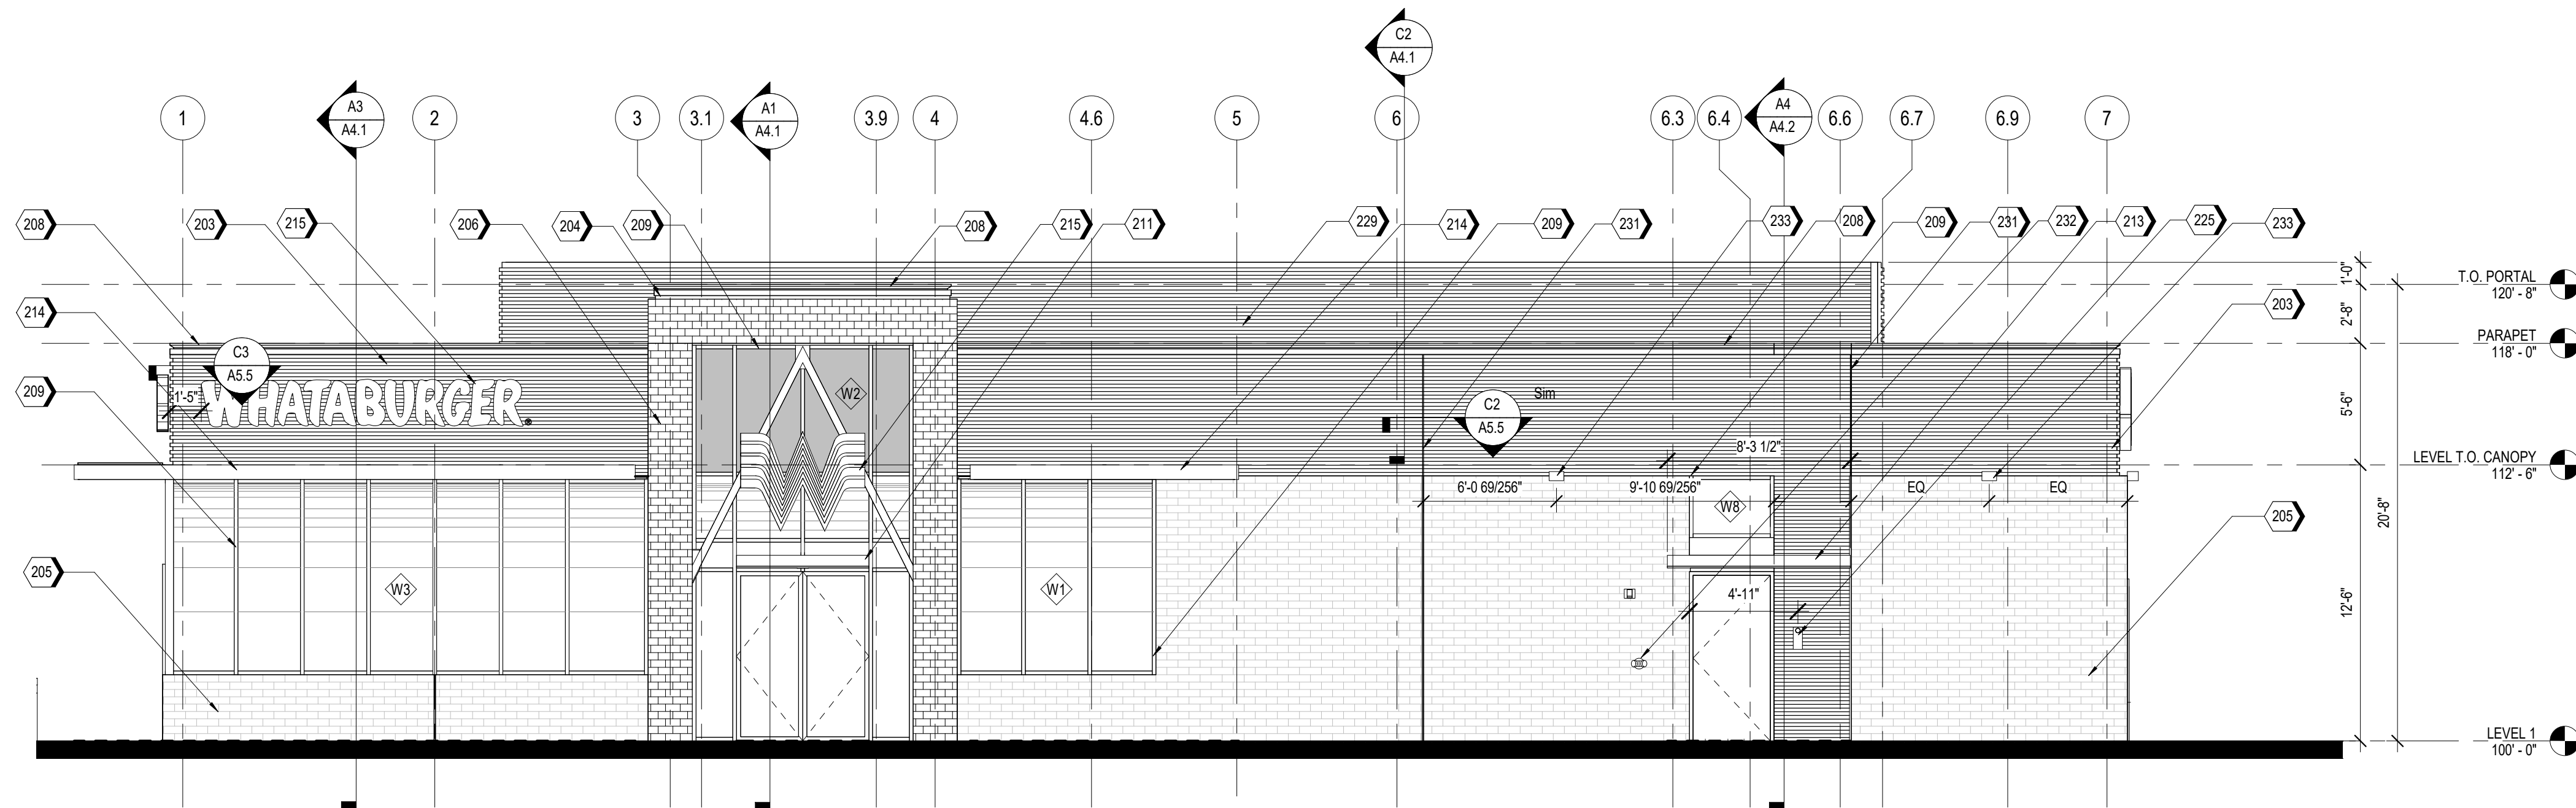 C2
A4.1
A3
A4.1
A1
A4.1
A4
A4.2
1
2
3
3.1
3.9
4
4.6
5
6
6.3
6.4
6.6
6.7
6.9
7
208
203
215
206
204
209
208
215
211
229
214
209
231
233
208
209
231
232
213
225
233
T.O. PORTAL
120' - 8"
1'-0"
2'-8"
203
214
PARAPET
118' - 0"
C3
A5.5
209
1'-5"
WHATABURGER®
W2
Sim
C2
A5.5
5'-6"
8'-3 1/2"
LEVEL T.O. CANOPY
112' - 6"
6'-0 69/256"
9'-10 69/256"
EQ
EQ
W8
20'-8"
205
205
W3
W1
4'-11"
12'-6"
LEVEL 1
100' - 0"